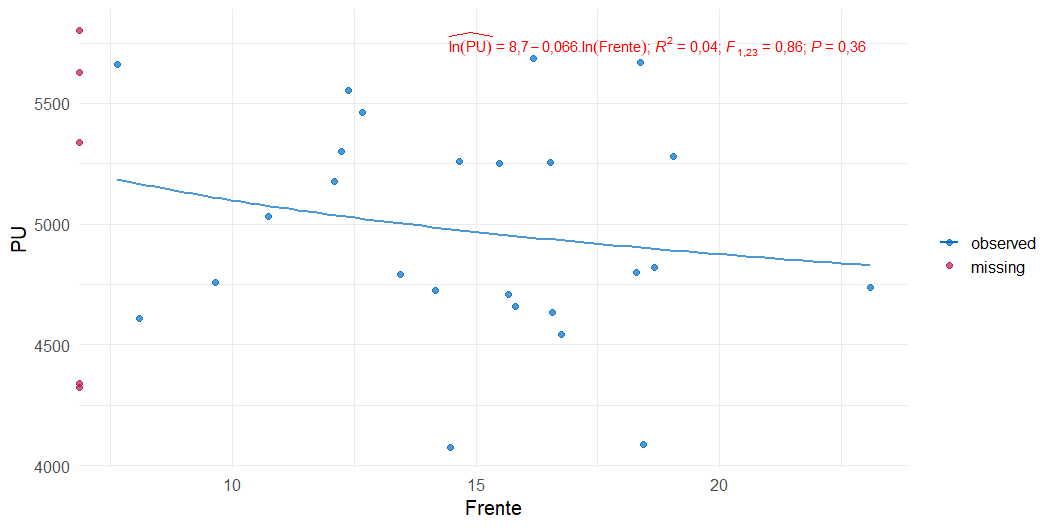 ln(PU) = 8,7 – 0,066.ln(Frente); R² = 0,04; F₁,₂₃ = 0,86; P = 0,36
5500
5000
4500
4000
PU
10 15 20
Frente
observed
missing